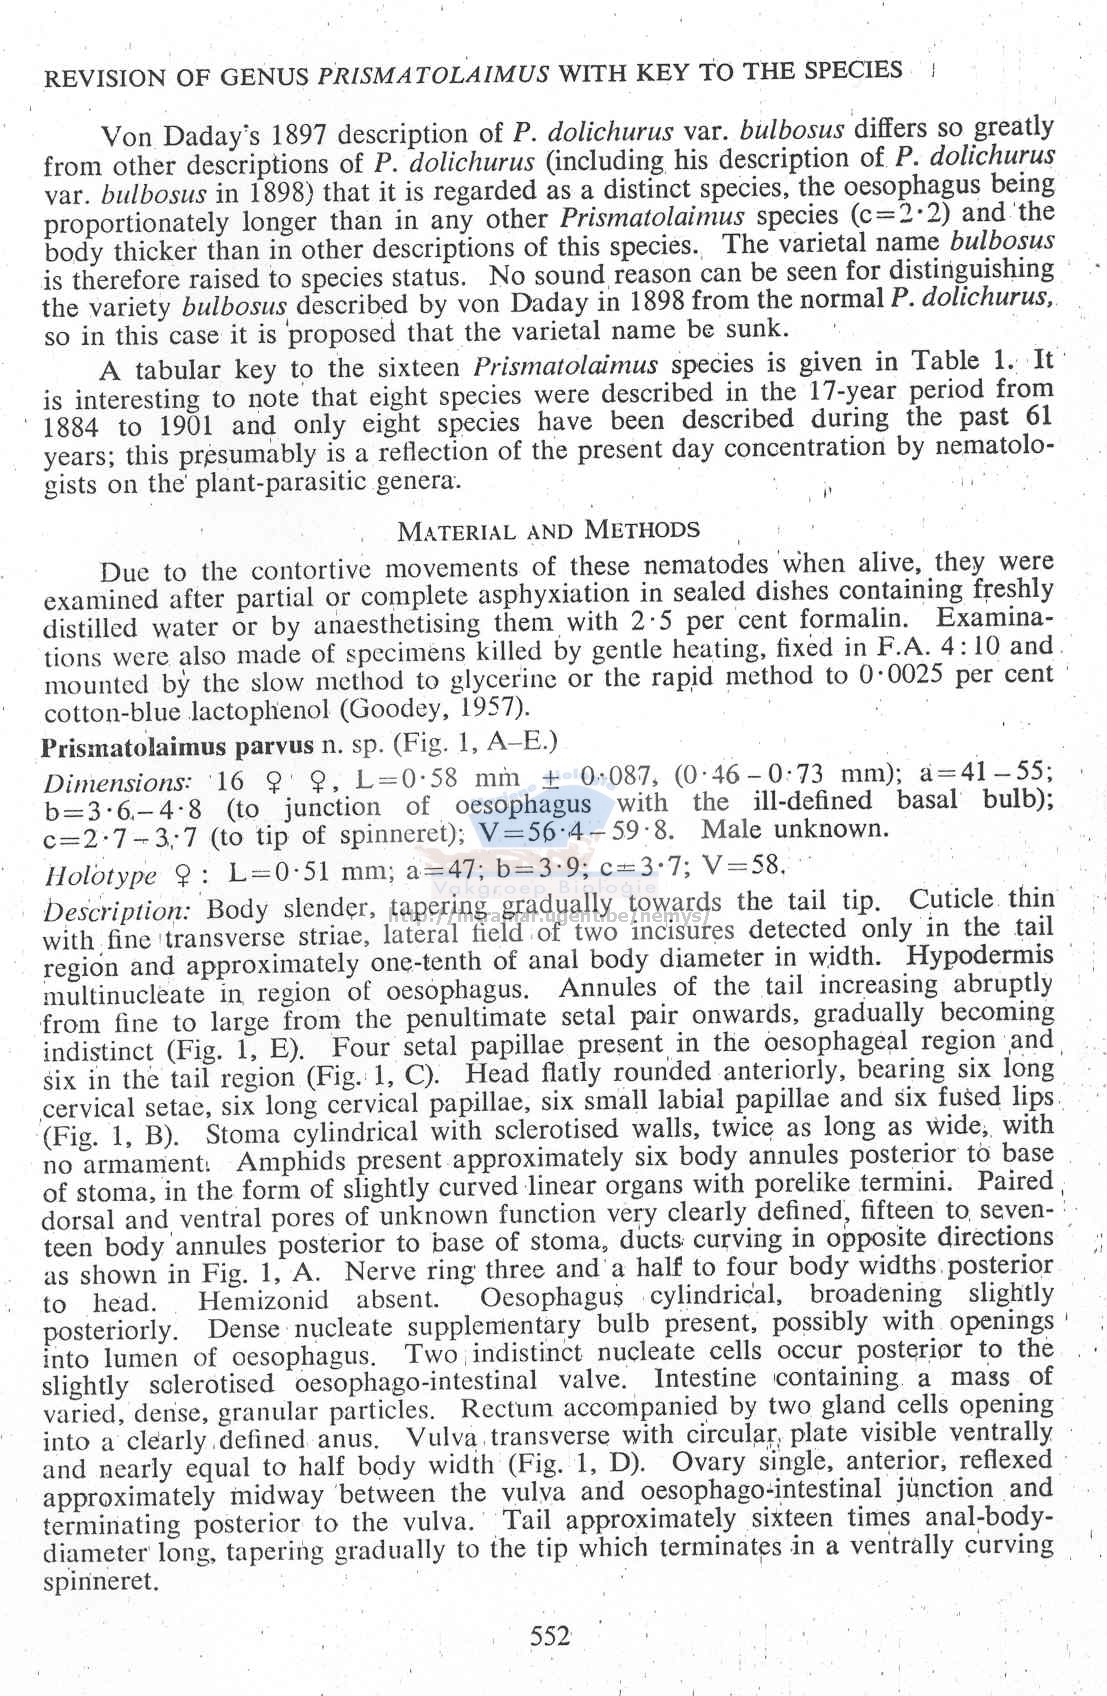 REVISION OF GENUS PRISMATOLAIMUS WITH KEY TO THE SPECIES
Von Daday's 1897 description of P. dolichurus var. bulbosus differs so greatly
from other descriptions of P. dolichurus (including his description of P. dolichurus
var. bulbosus in 1898) that it is regarded as a distinct species, the oesophagus being
proportionately longer than in any other Prismatolaimus species (c=2·2) and the
body thicker than in other descriptions of this species. The varietal name bulbosus
is therefore raised to species status. No sound reason can be seen for distinguishing
the variety bulbosus described by von Daday in 1898 from the normal P. dolichurus,
so in this case it is proposed that the varietal name be sunk.
A tabular key to the sixteen Prismatolaimus species is given in Table 1. It
is interesting to note that eight species were described in the 17-year period from
1884 to 1901 and only eight species have been described during the past 61
years; this presumably is a reflection of the present day concentration by nematolo-
gists on the plant-parasitic genera.
MATERIAL AND METHODS
Due to the contortive movements of these nematodes when alive, they were
examined after partial or complete asphyxiation in sealed dishes containing freshly
distilled water or by anaesthetising them with 2·5 per cent formalin. Examina-
tions were also made of specimens killed by gentle heating, fixed in F.A. 4:10 and
mounted by the slow method to glycerine or the rapid method to 0·0025 per cent
cotton-blue lactophenol (Goodey, 1957).
Prismatolaimus parvus n. sp. (Fig. 1, A–E.)
Dimensions: 16 ♀ ♀, L=0·58 mm ± 0·087, (0·46–0·73 mm); a=41–55;
b=3·6–4·8 (to junction of oesophagus with the ill-defined basal bulb);
c=2·7–3·7 (to tip of spinneret); V=56·4–59·8. Male unknown.
Holotype ♀ : L=0·51 mm; a=47; b=3·9; c=3·7; V=58.
Vakgroep Biologie
Description: Body slender, tapering gradually towards the tail tip. Cuticle thin
http://intramar.ugent.be/nemys/
with fine transverse striae, lateral field of two incisures detected only in the tail
region and approximately one-tenth of anal body diameter in width. Hypodermis
multinucleate in region of oesophagus. Annules of the tail increasing abruptly
from fine to large from the penultimate setal pair onwards, gradually becoming
indistinct (Fig. 1, E). Four setal papillae present in the oesophageal region and
six in the tail region (Fig. 1, C). Head flatly rounded anteriorly, bearing six long
cervical setae, six long cervical papillae, six small labial papillae and six fused lips
(Fig. 1, B). Stoma cylindrical with sclerotised walls, twice as long as wide, with
no armament. Amphids present approximately six body annules posterior to base
of stoma, in the form of slightly curved linear organs with porelike termini. Paired
dorsal and ventral pores of unknown function very clearly defined, fifteen to seven-
teen body annules posterior to base of stoma, ducts curving in opposite directions
as shown in Fig. 1, A. Nerve ring three and a half to four body widths posterior
to head. Hemizonid absent. Oesophagus cylindrical, broadening slightly
posteriorly. Dense nucleate supplementary bulb present, possibly with openings
into lumen of oesophagus. Two indistinct nucleate cells occur posterior to the
slightly sclerotised oesophago-intestinal valve. Intestine containing a mass of
varied, dense, granular particles. Rectum accompanied by two gland cells opening
into a clearly defined anus. Vulva transverse with circular plate visible ventrally
and nearly equal to half body width (Fig. 1, D). Ovary single, anterior, reflexed
approximately midway between the vulva and oesophago-intestinal junction and
terminating posterior to the vulva. Tail approximately sixteen times anal-body-
diameter long, tapering gradually to the tip which terminates in a ventrally curving
spinneret.
552